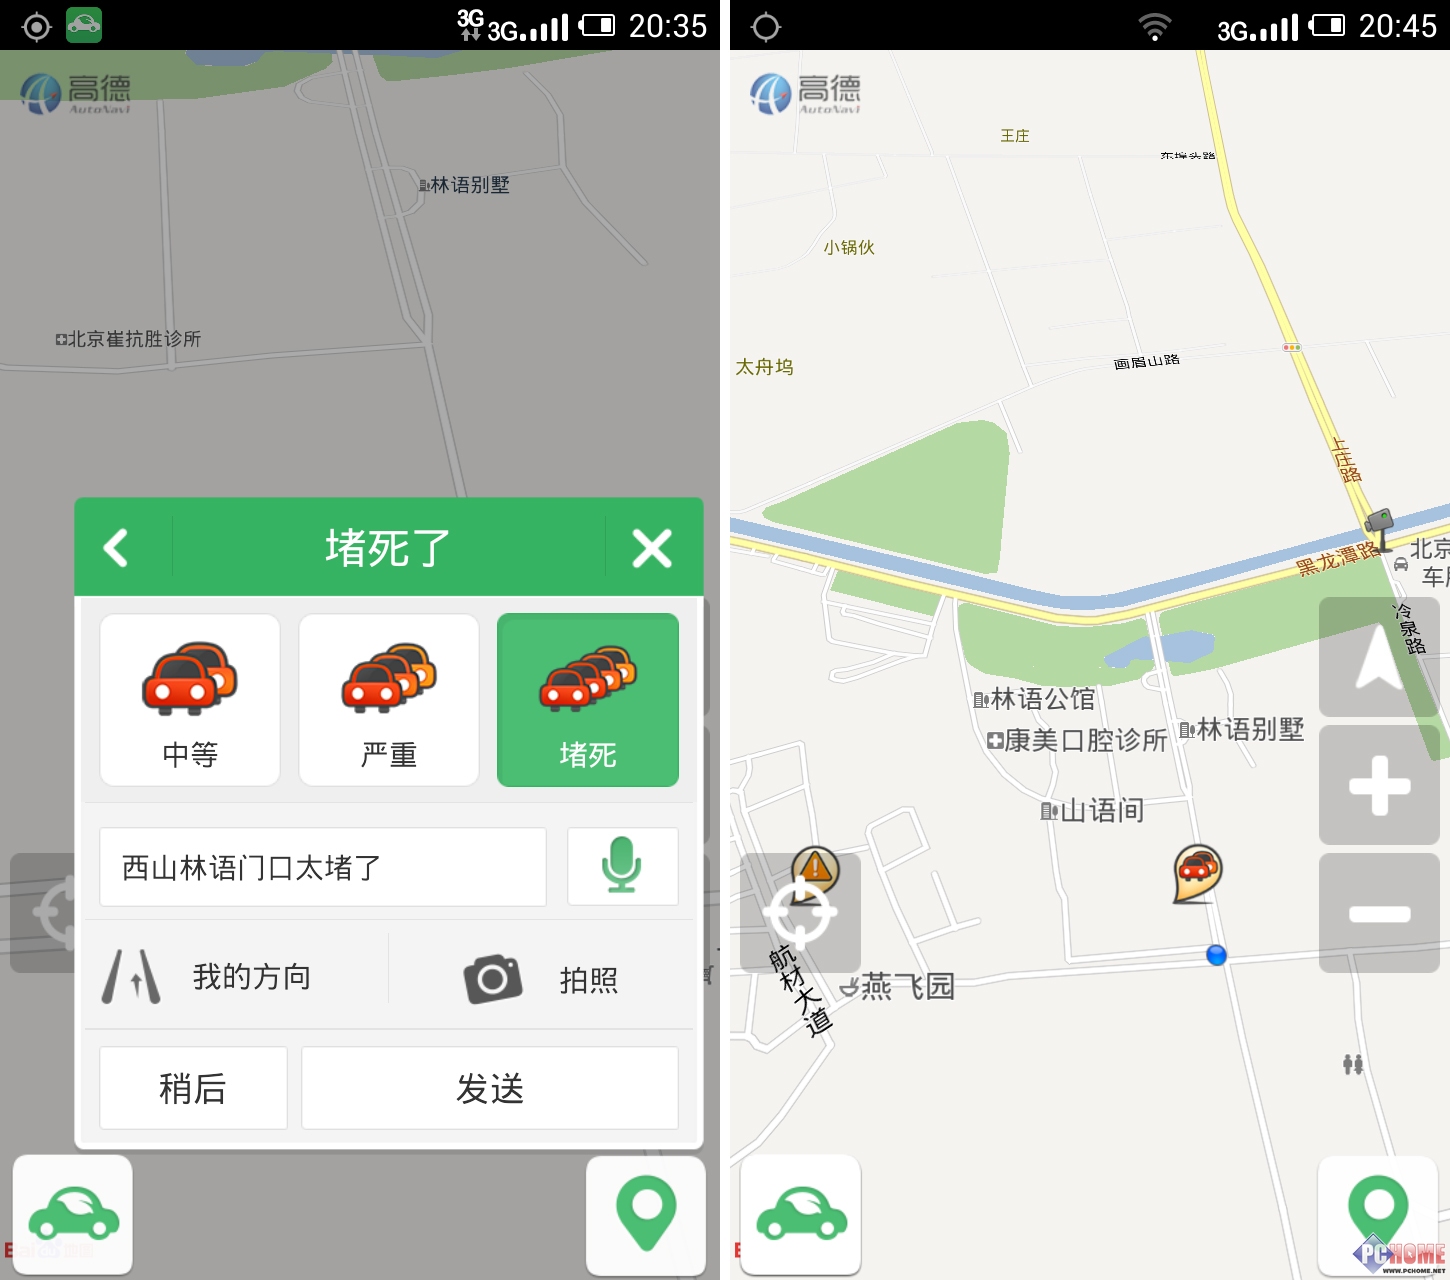 3G 3G 20:35
高德
AutoNavi
林语别墅
北京崔抗胜诊所
堵死了
中等
严重
堵死
西山林语门口太堵了
我的方向
拍照
稍后
发送
3G 20:45
高德
AutoNavi
王庄
东埠头路
小锅伙
太舟坞
画眉山路
上庄路
黑龙潭路
北京
冷泉路
林语公馆
康美口腔诊所
林语别墅
山语间
航材大道
燕飞园
PCHOME
WWW.PCHOME.NET